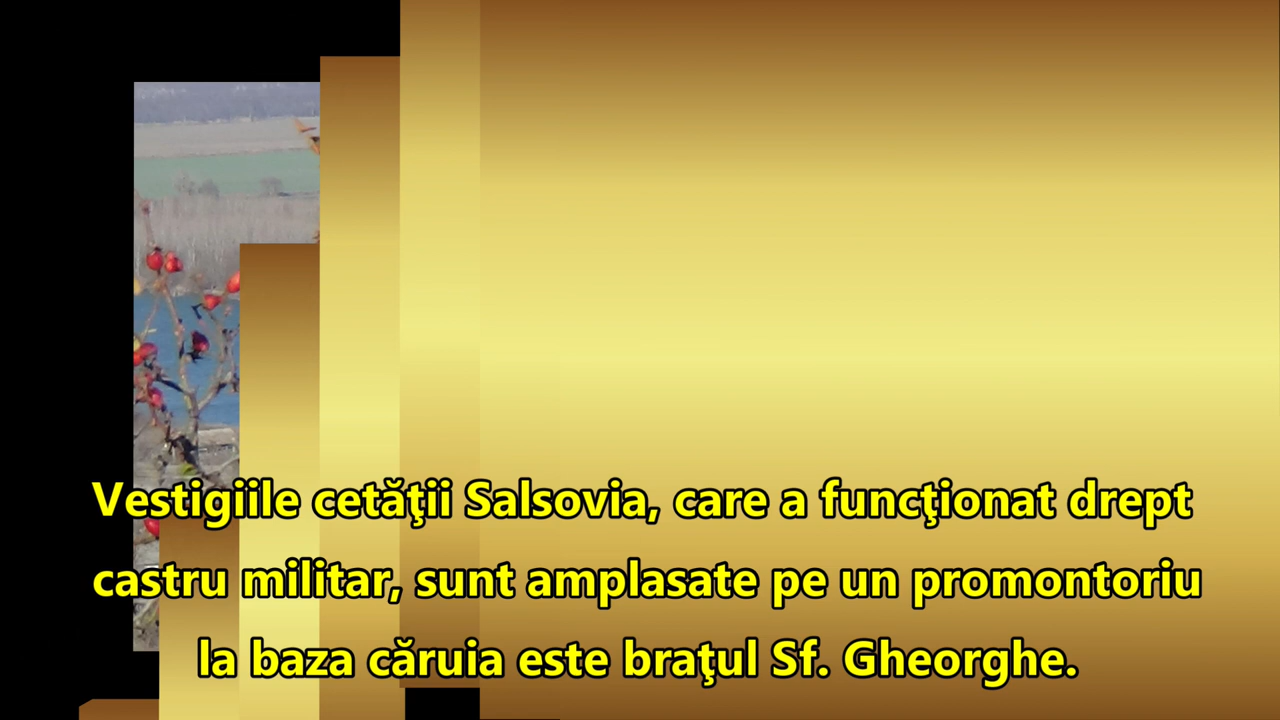 Vestigiile cetăţii Salsovia, care a funcţionat drept
castru militar, sunt amplasate pe un promontoriu
la baza căruia este braţul Sf. Gheorghe.